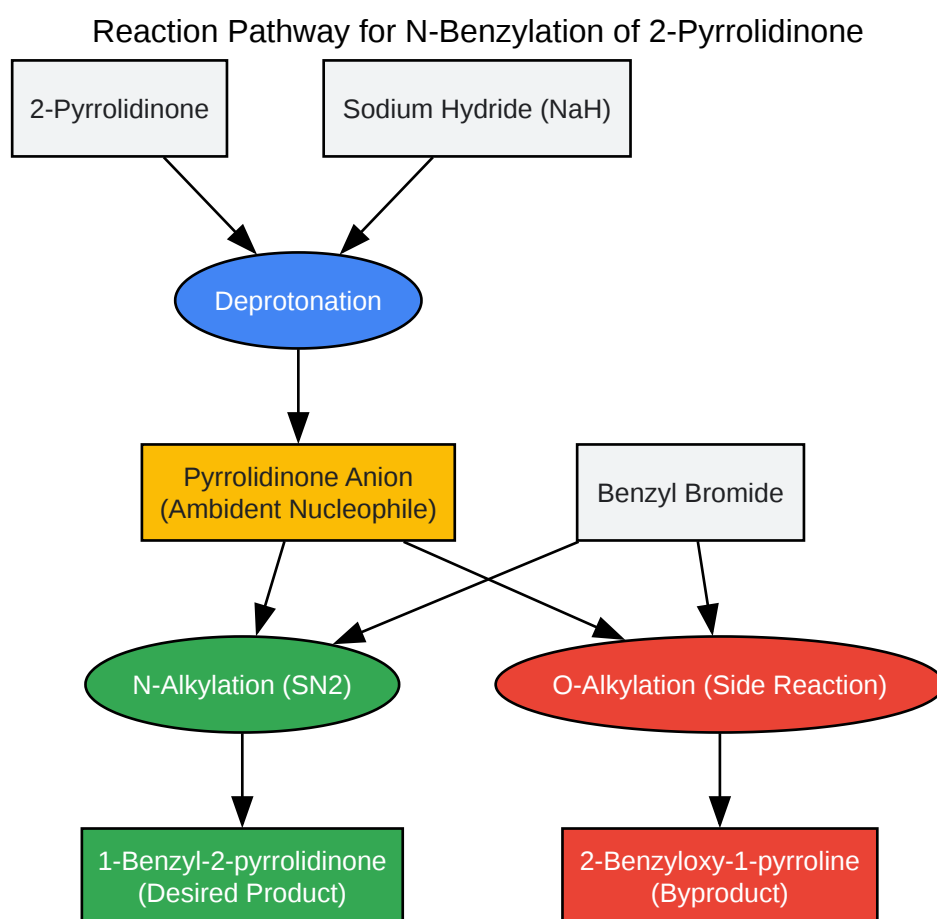 Reaction Pathway for N-Benzylation of 2-Pyrrolidinone
2-Pyrrolidinone
Sodium Hydride (NaH)
Deprotonation
Pyrrolidinone Anion
(Ambident Nucleophile)
Benzyl Bromide
N-Alkylation (SN2)
O-Alkylation (Side Reaction)
1-Benzyl-2-pyrrolidinone
(Desired Product)
2-Benzyloxy-1-pyrroline
(Byproduct)